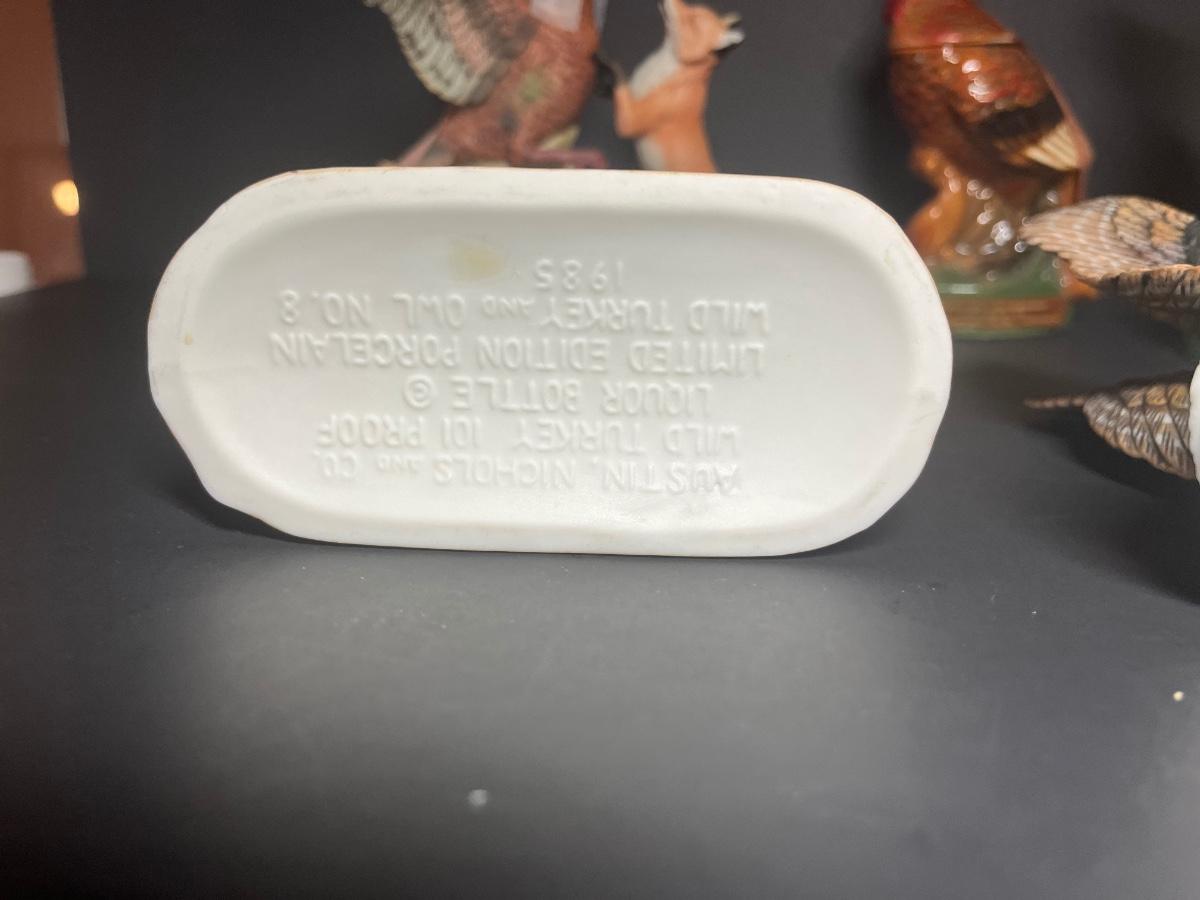 AUSTIN, NICHOLS AND CO.
WILD TURKEY 101 PROOF
LIQUOR BOTTLE ©
LIMITED EDITION PORCELAIN
WILD TURKEY AND OWL NO. 8
1985